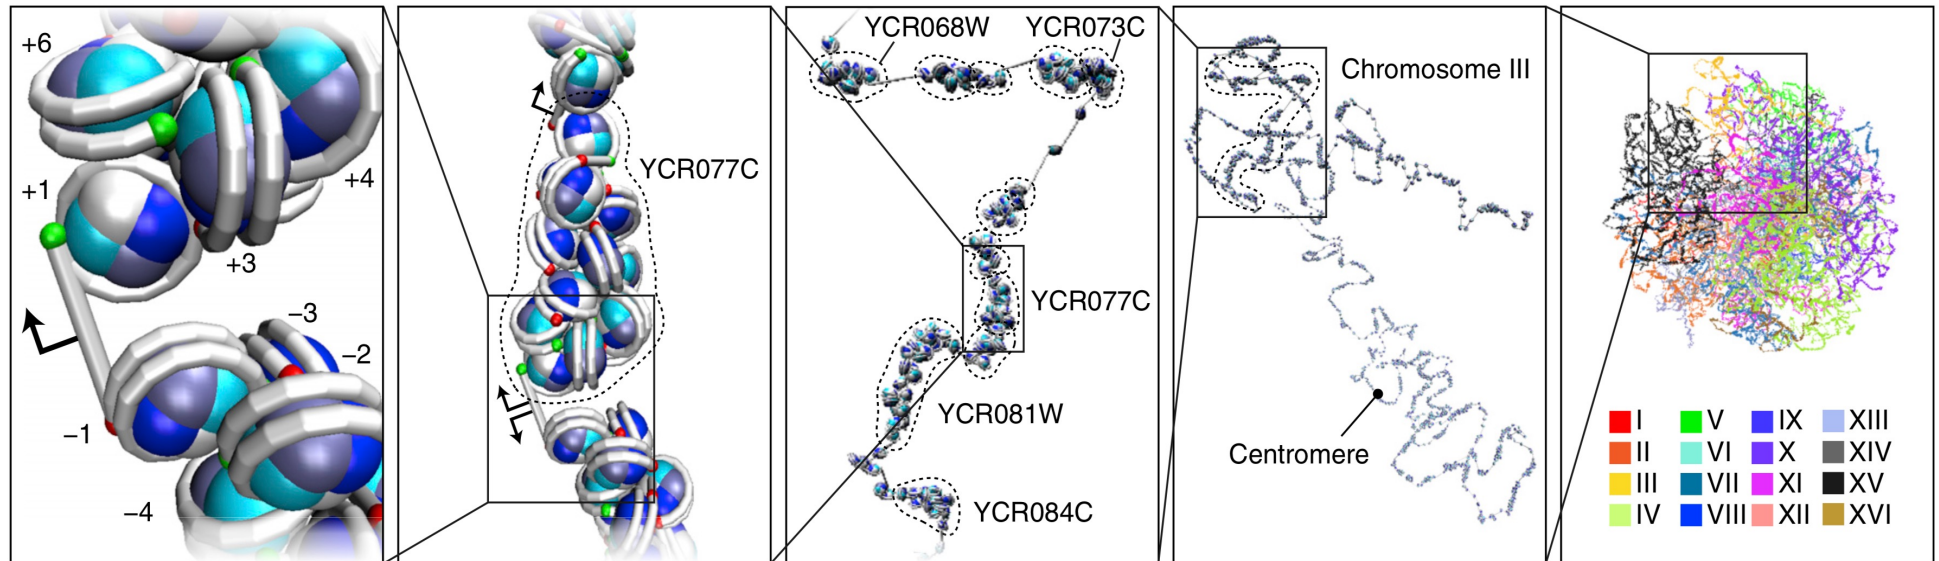 +6
+1
+4
+3
−3
−2
−1
−4
YCR077C
YCR068W
YCR073C
YCR077C
YCR081W
YCR084C
Chromosome III
Centromere
I
II
III
IV
V
VI
VII
VIII
IX
X
XI
XII
XIII
XIV
XV
XVI